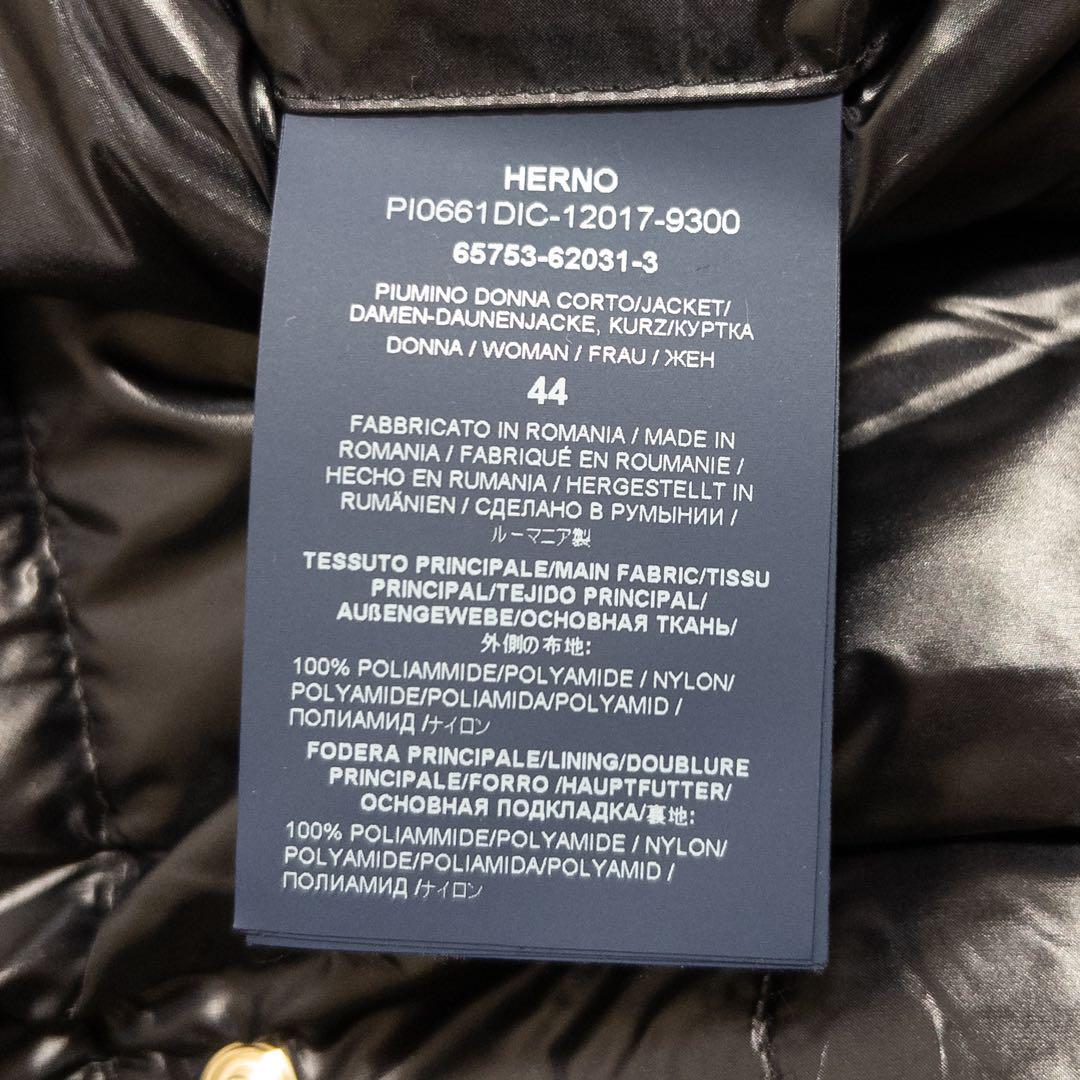 HERNO
PI0661DIC-12017-9300
65753-62031-3
PIUMINO DONNA CORTO/JACKET/
DAMEN-DAUNENJACKE, KURZ/КУРТКА
DONNA / WOMAN / FRAU / ЖЕН
44
FABBRICATO IN ROMANIA / MADE IN
ROMANIA / FABRIQUÉ EN ROUMANIE /
HECHO EN RUMANIA / HERGESTELLT IN
RUMÄNIEN / СДЕЛАНО В РУМЫНИИ /
ルーマニア製
TESSUTO PRINCIPALE/MAIN FABRIC/TISSU
PRINCIPAL/TEJIDO PRINCIPAL/
AUßENGEWEBE/ОСНОВНАЯ ТКАНЬ/
外側の布地:
100% POLIAMMIDE/POLYAMIDE / NYLON/
POLYAMIDE/POLIAMIDA/POLYAMID /
ПОЛИАМИД /ナイロン
FODERA PRINCIPALE/LINING/DOUBLURE
PRINCIPALE/FORRO /HAUPTFUTTER/
ОСНОВНАЯ ПОДКЛАДКА/裏地:
100% POLIAMMIDE/POLYAMIDE / NYLON/
POLYAMIDE/POLIAMIDA/POLYAMID /
ПОЛИАМИД /ナイロン